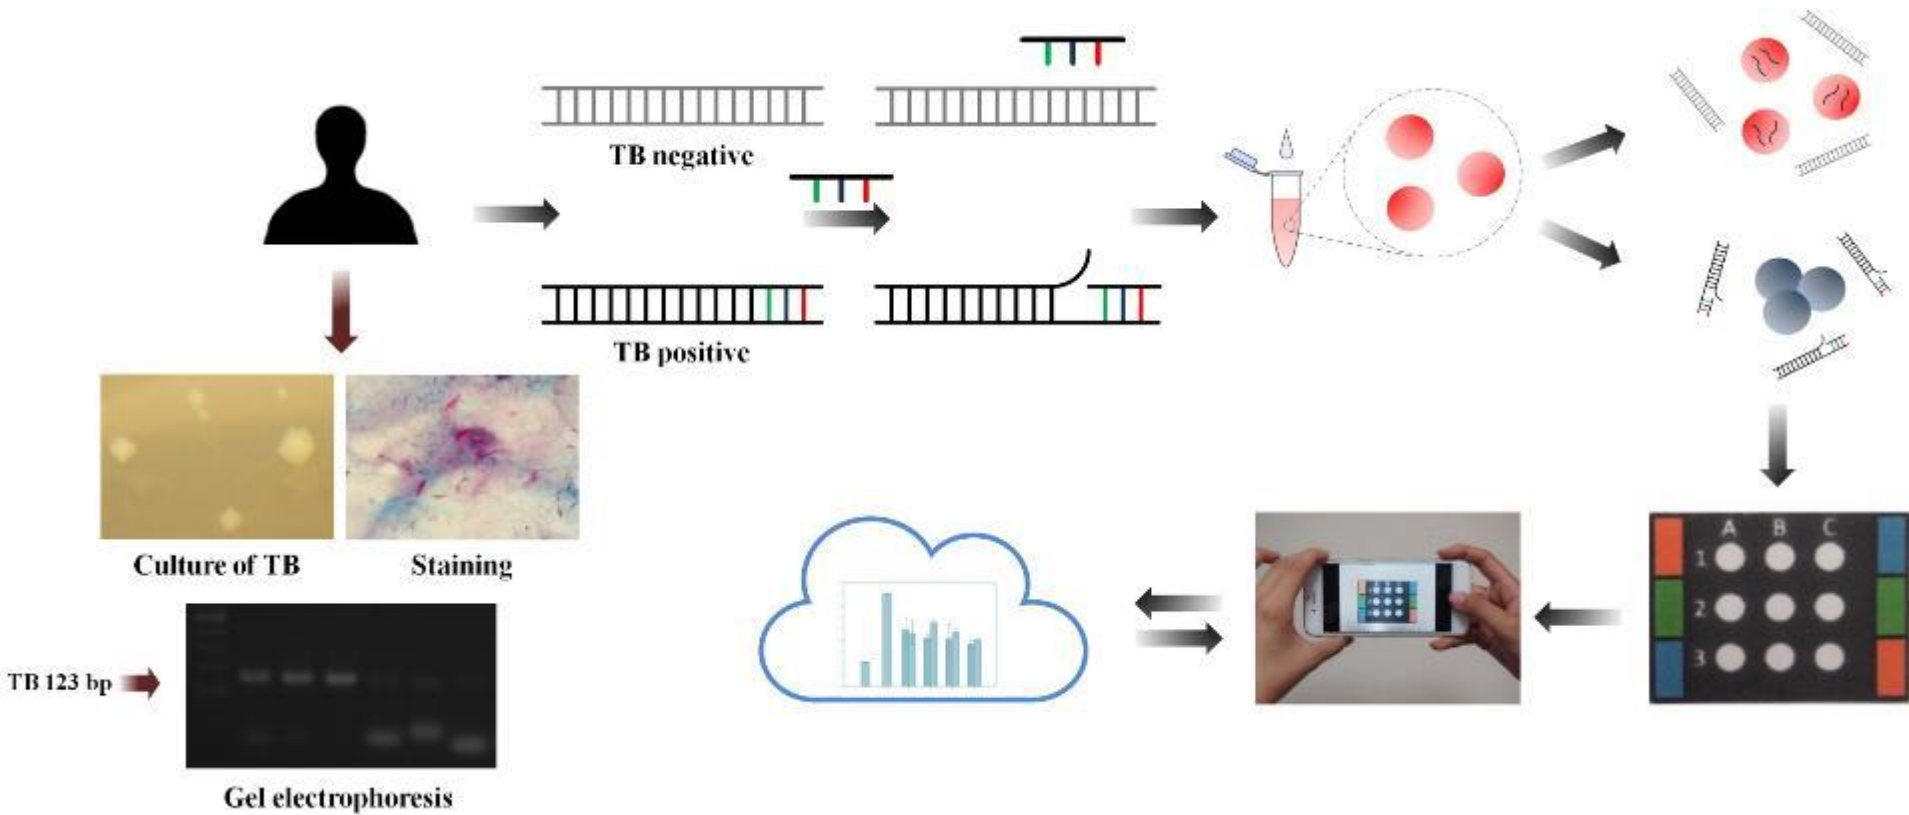 TB negative
TB positive
Culture of TB
Staining
TB 123 bp
Gel electrophoresis
A B C
1
2
3